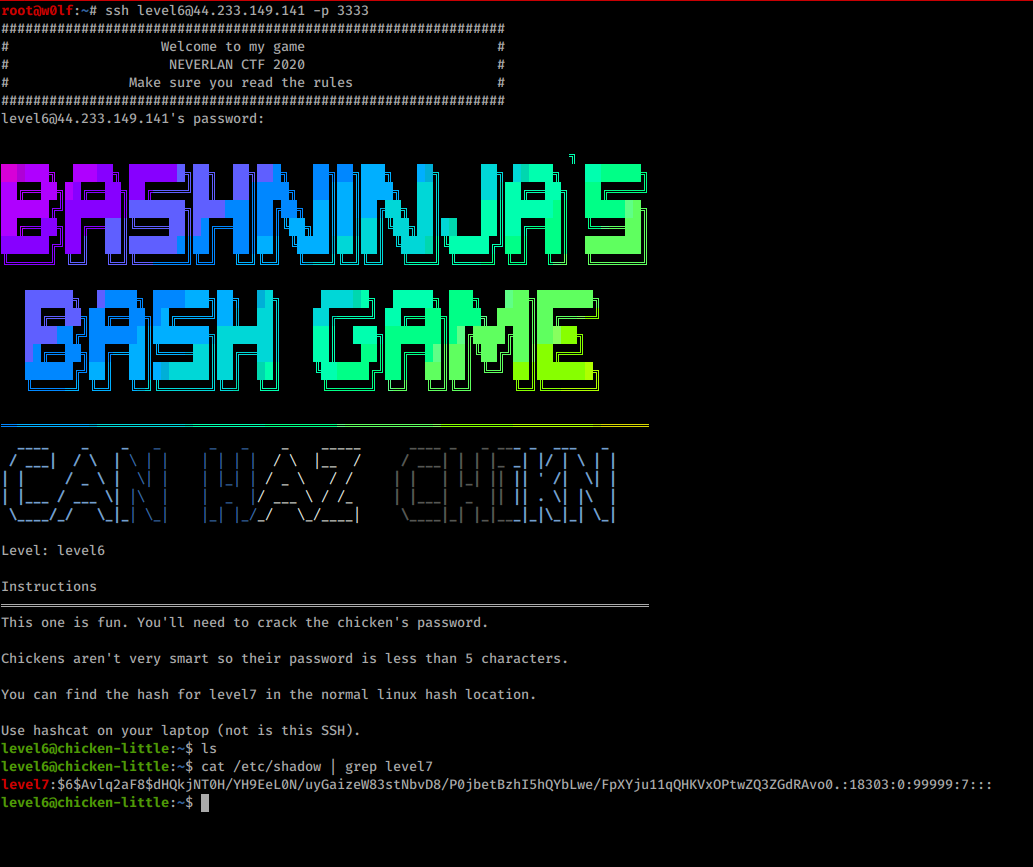 root@w0lf:~# ssh level6@44.233.149.141 -p 3333
##############################################################
# Welcome to my game #
# NEVERLAN CTF 2020 #
# Make sure you read the rules #
##############################################################
level6@44.233.149.141's password:
BASHNINJA'S
BASH GAME
CAN HAZ CH1KN
Level: level6
Instructions
This one is fun. You'll need to crack the chicken's password.
Chickens aren't very smart so their password is less than 5 characters.
You can find the hash for level7 in the normal linux hash location.
Use hashcat on your laptop (not is this SSH).
level6@chicken-little:~$ ls
level6@chicken-little:~$ cat /etc/shadow | grep level7
level7:$6$Avlq2aF8$dHQkjNT0H/YH9EeL0N/uyGaizeW83stNbvD8/P0jbetBzhI5hQYbLwe/FpXYju11qQHKVxOPtwZQ3ZGdRAvo0.:18303:0:99999:7:::
level6@chicken-little:~$